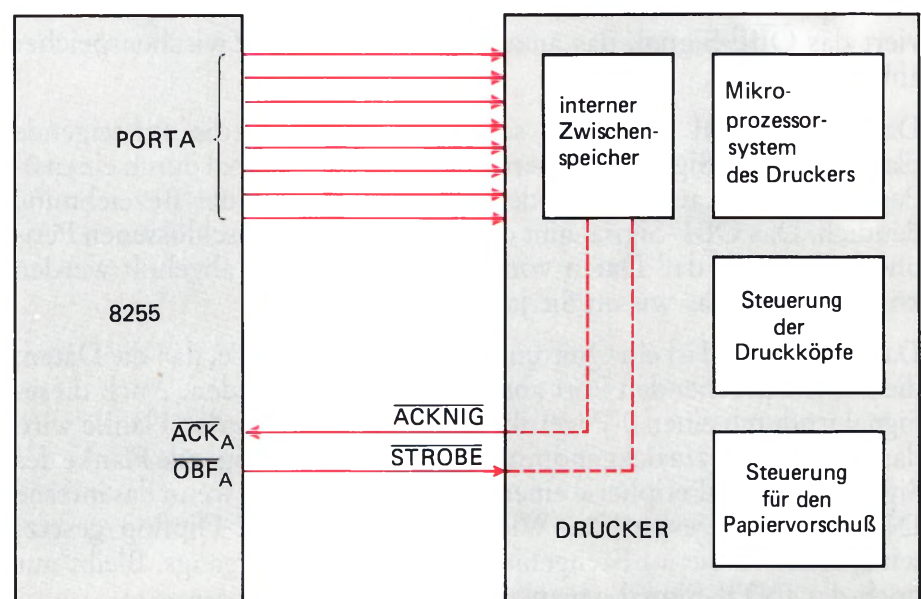 PORTA
8255
interner
Zwischen-
speicher
Mikro-
prozessor-
system
des Druckers
Steuerung
der
Druckköpfe
ACKNIG
ACK_A
STROBE
OBF_A
DRUCKER
Steuerung
für den
Papiervorschuß